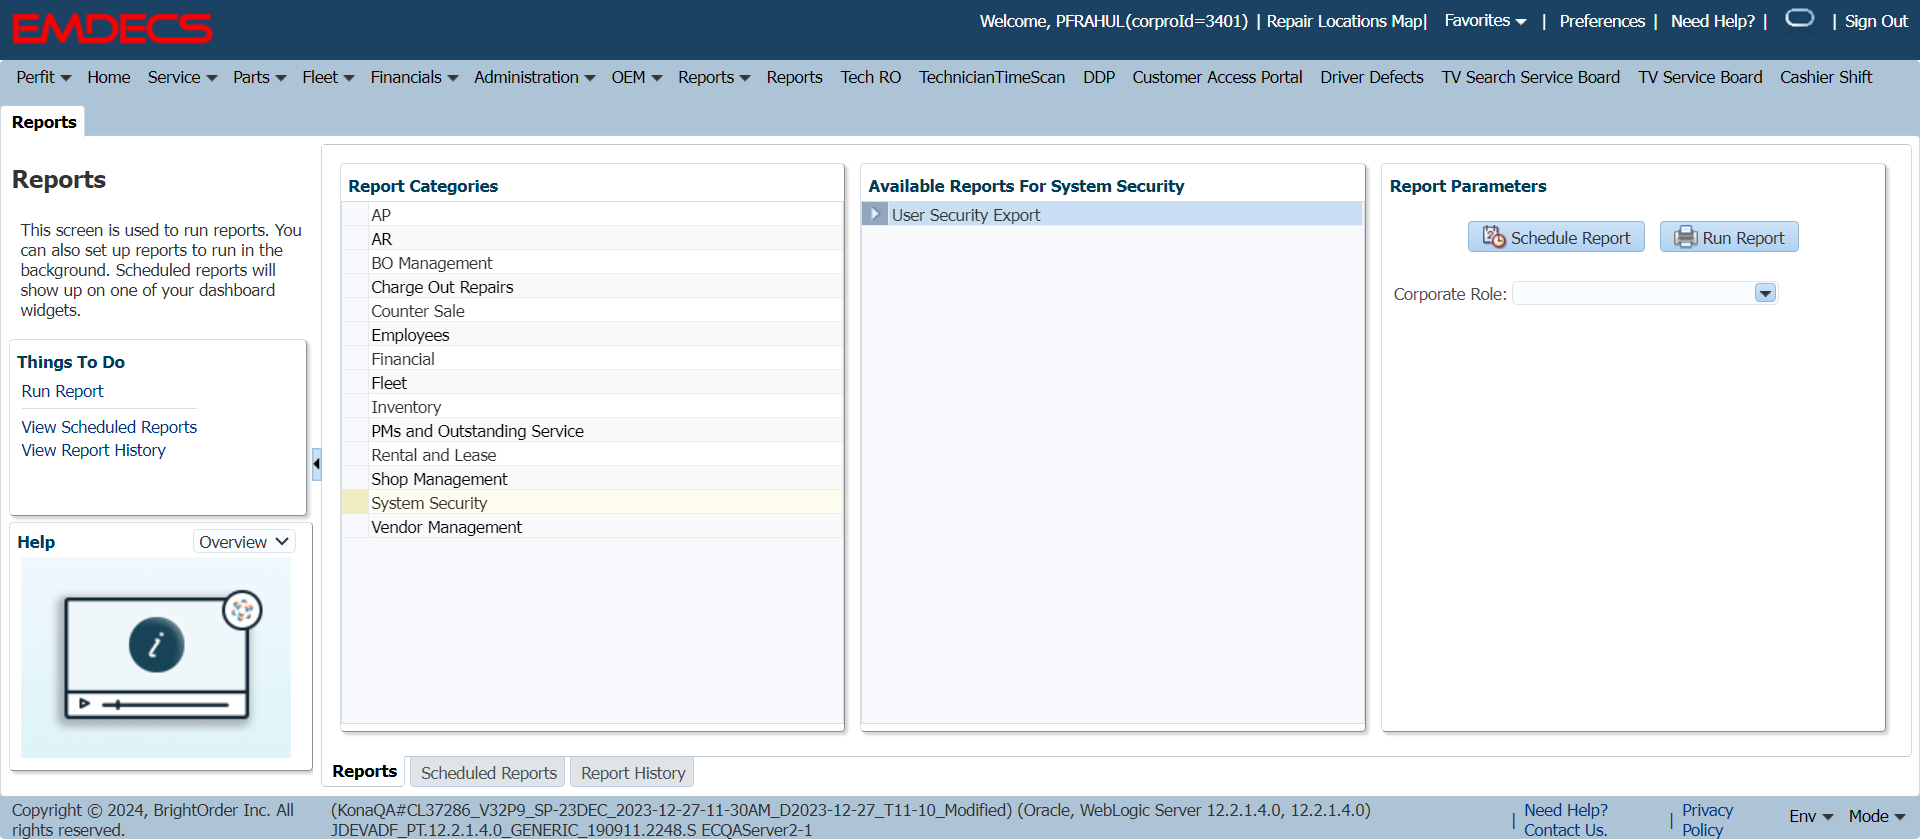 EMDECS
Welcome, PFRAHUL(corproId=3401) | Repair Locations Map| Favorites | Preferences | Need Help? | | Sign Out
Perfit Home Service Parts Fleet Financials Administration OEM Reports Reports Tech RO TechnicianTimeScan DDP Customer Access Portal Driver Defects TV Search Service Board TV Service Board Cashier Shift
Reports
Reports
This screen is used to run reports. You
can also set up reports to run in the
background. Scheduled reports will
show up on one of your dashboard
widgets.
Things To Do
Run Report
View Scheduled Reports
View Report History
Help
Overview
i
Report Categories
AP
AR
BO Management
Charge Out Repairs
Counter Sale
Employees
Financial
Fleet
Inventory
PMs and Outstanding Service
Rental and Lease
Shop Management
System Security
Vendor Management
Available Reports For System Security
User Security Export
Report Parameters
Schedule Report
Run Report
Corporate Role:
Reports
Scheduled Reports
Report History
Copyright © 2024, BrightOrder Inc. All
rights reserved.
(KonaQA#CL37286_V32P9_SP-23DEC_2023-12-27-11-30AM_D2023-12-27_T11-10_Modified) (Oracle, WebLogic Server 12.2.1.4.0, 12.2.1.4.0)
JDEVADF_PT.12.2.1.4.0_GENERIC_190911.2248.S ECQAServer2-1
| Need Help?
Contact Us.
| Privacy
Policy
Env
Mode